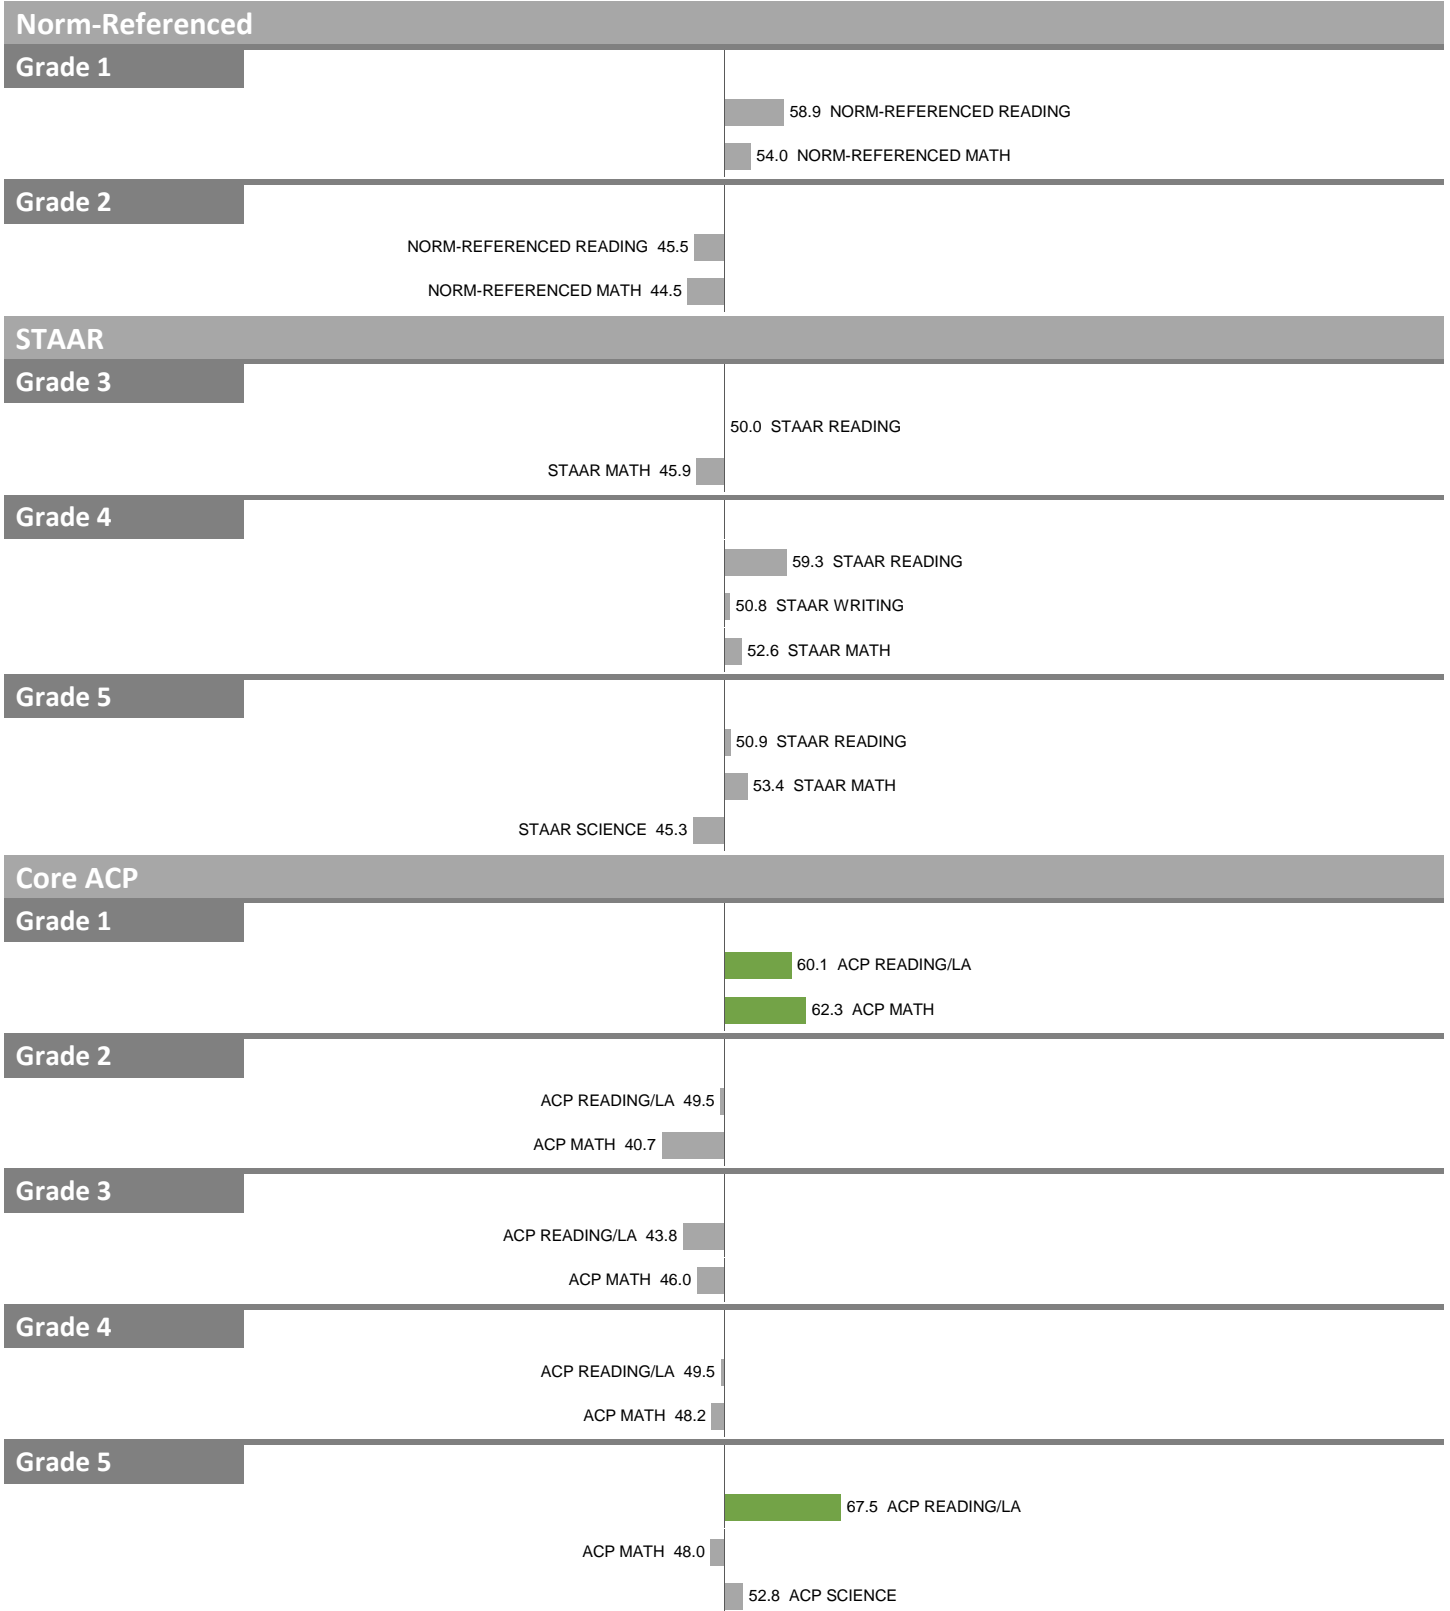 Norm-Referenced
Grade 1
58.9 NORM-REFERENCED READING
54.0 NORM-REFERENCED MATH
Grade 2
NORM-REFERENCED READING 45.5
NORM-REFERENCED MATH 44.5
STAAR
Grade 3
50.0 STAAR READING
STAAR MATH 45.9
Grade 4
59.3 STAAR READING
50.8 STAAR WRITING
52.6 STAAR MATH
Grade 5
50.9 STAAR READING
53.4 STAAR MATH
STAAR SCIENCE 45.3
Core ACP
Grade 1
60.1 ACP READING/LA
62.3 ACP MATH
Grade 2
ACP READING/LA 49.5
ACP MATH 40.7
Grade 3
ACP READING/LA 43.8
ACP MATH 46.0
Grade 4
ACP READING/LA 49.5
ACP MATH 48.2
Grade 5
67.5 ACP READING/LA
ACP MATH 48.0
52.8 ACP SCIENCE